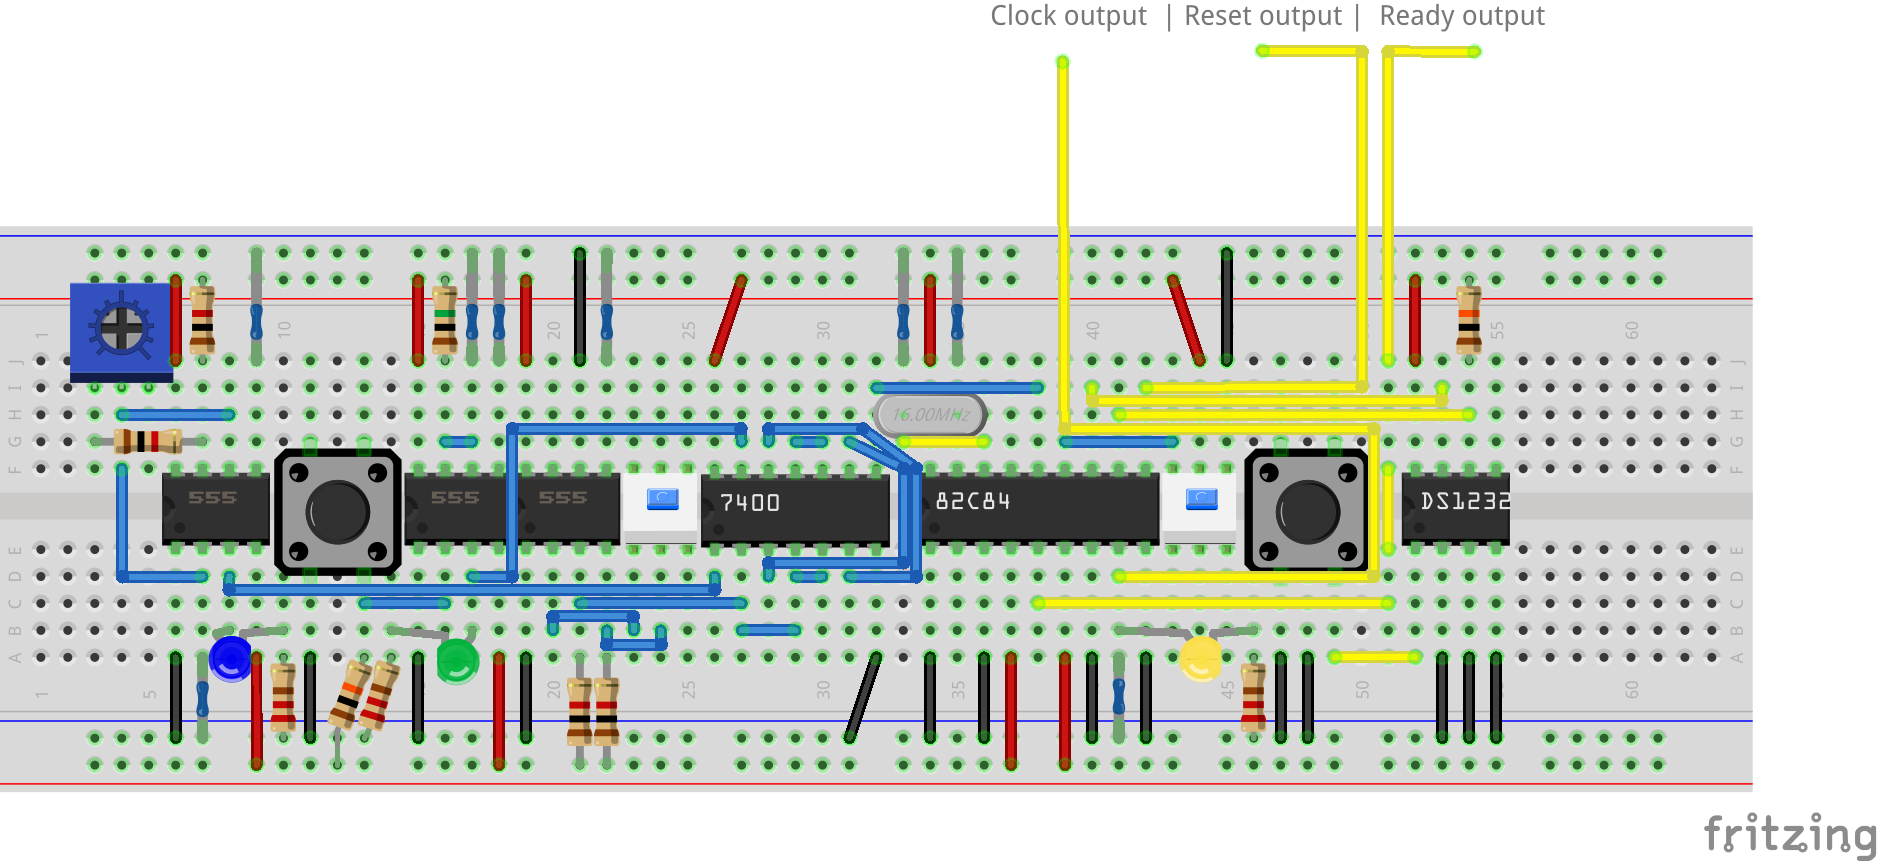 Clock output | Reset output | Ready output
1 10 20 25 30 40 55 60
J J
I I
H 16.00MHz H
G G
F F
555 555 555 7400 82C84 DS1232
E E
D D
C C
B B
A A
1 5 20 25 30 35 45 50 60
fritzing